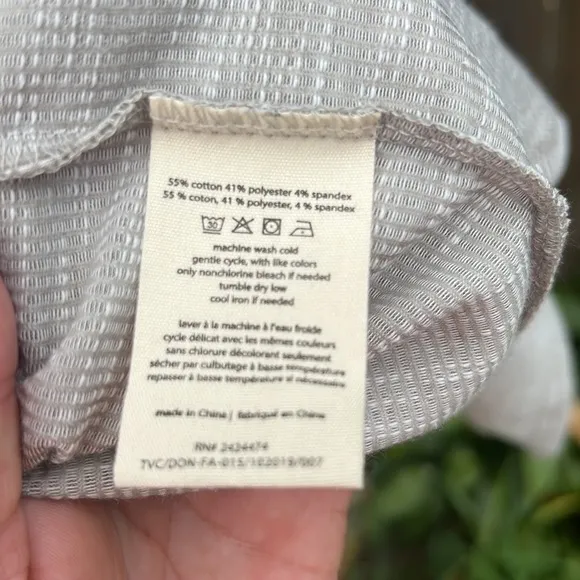 55% cotton 41% polyester 4% spandex
55 % coton, 41 % polyester, 4 % spandex
30
machine wash cold
gentle cycle, with like colors
only nonchlorine bleach if needed
tumble dry low
cool iron if needed
lever à la machine à l'eau froide
cycle délicat avec les mêmes couleurs
sans chlorure décolorant seulement
sécher par culbutage à basse température
repasser à basse température si nécessaire
made in China | fabriqué en Chine
RN# 2424474
TVC/DON-FA-015/102019/007